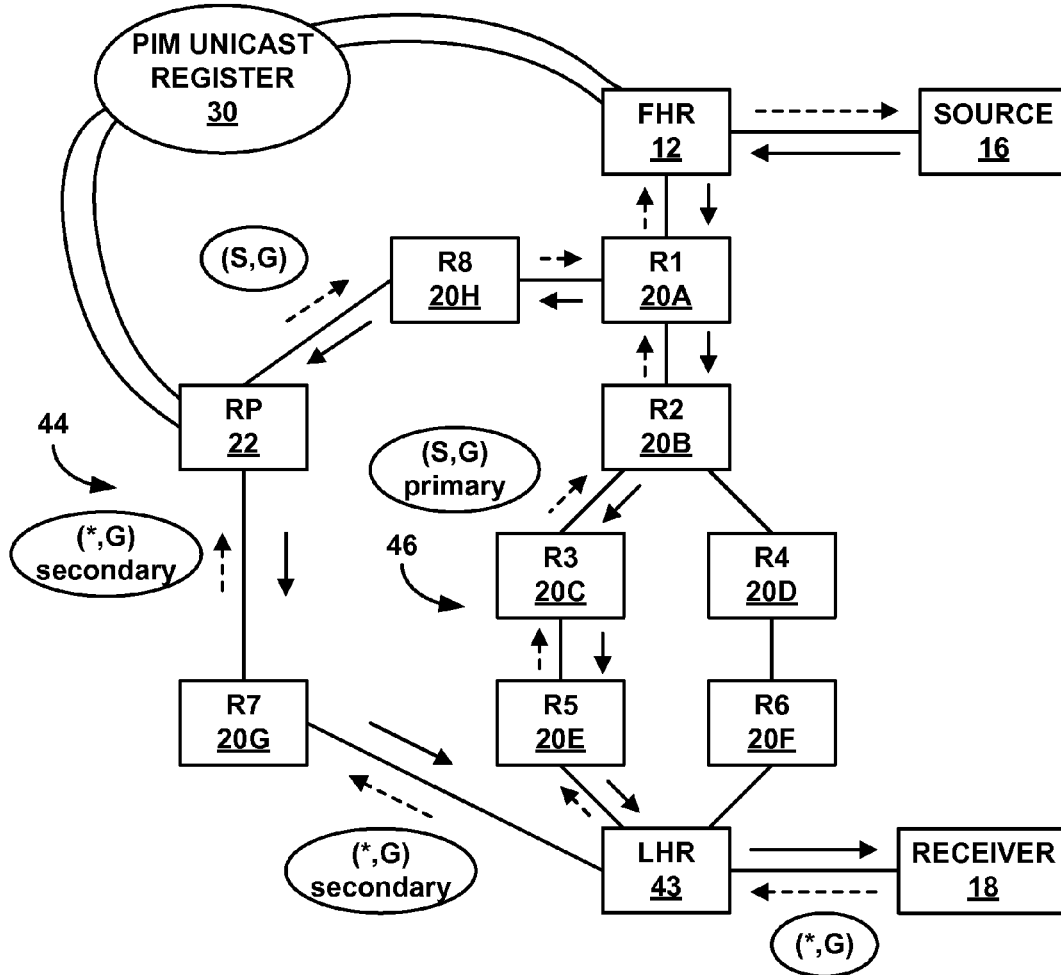 PIM UNICAST
REGISTER
30
FHR
12
SOURCE
16
(S,G)
R8
20H
R1
20A
RP
22
R2
20B
44
(S,G)
primary
(*,G)
secondary
46
R3
20C
R4
20D
R7
20G
R5
20E
R6
20F
(*,G)
secondary
LHR
43
RECEIVER
18
(*,G)